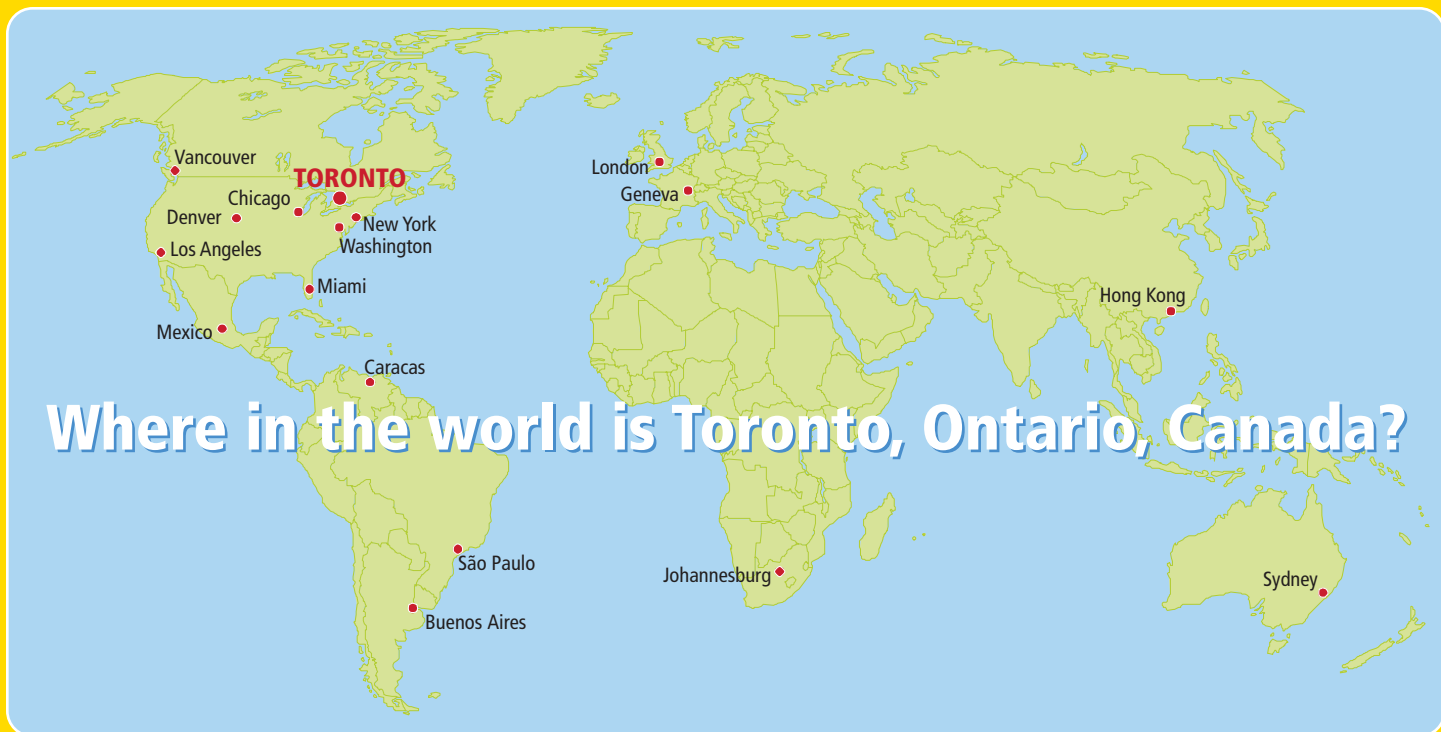 Vancouver
TORONTO
London
Geneva
Chicago
Denver
New York
Washington
Los Angeles
Miami
Hong Kong
Mexico
Caracas
Where in the world is Toronto, Ontario, Canada?
São Paulo
Johannesburg
Sydney
Buenos Aires